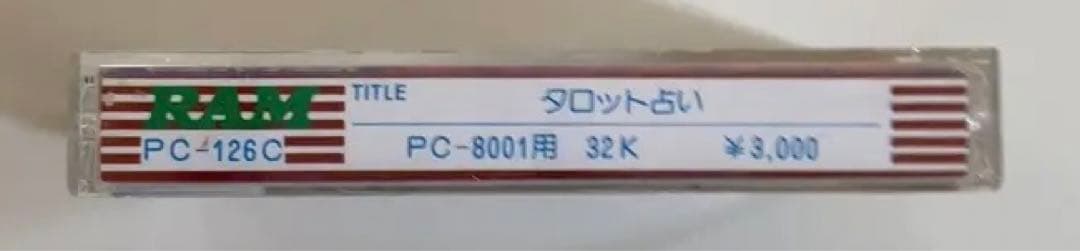 RAM
PC-126C
TITLE
タロット占い
PC-8001用 32K ¥3,000